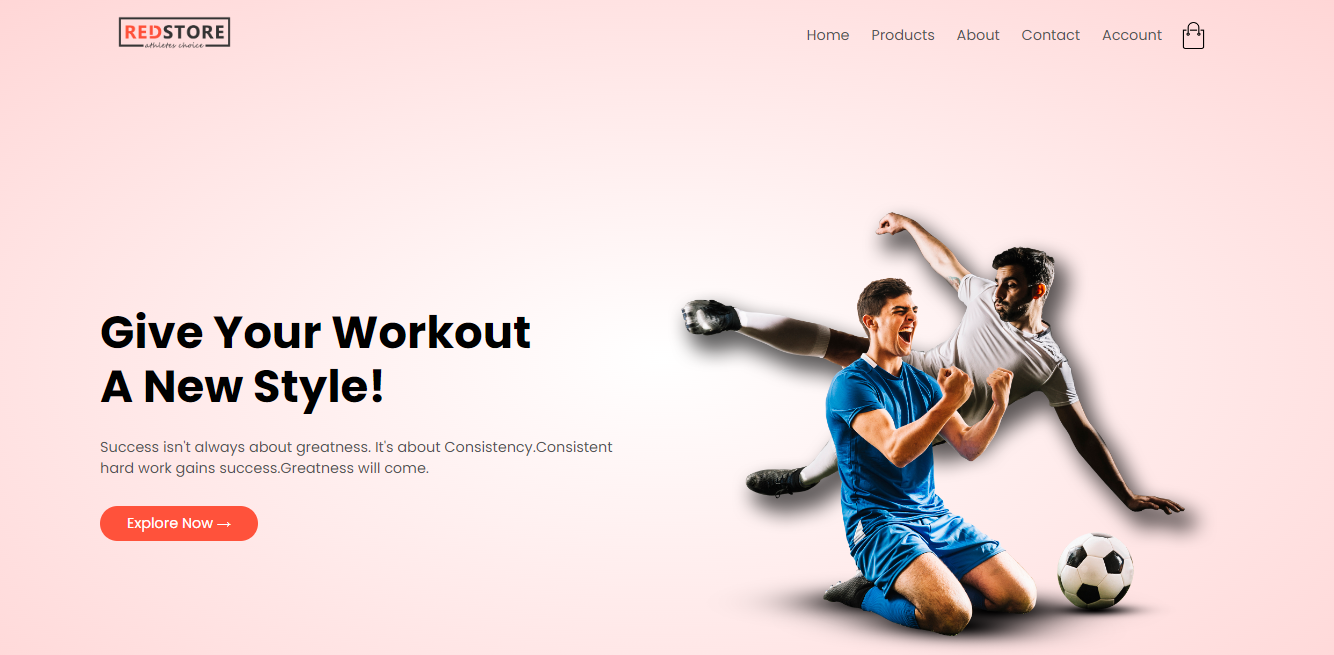 REDSTORE
athletes choice
Home Products About Contact Account
Give Your Workout
A New Style!
Success isn't always about greatness. It's about Consistency.Consistent
hard work gains success.Greatness will come.
Explore Now →